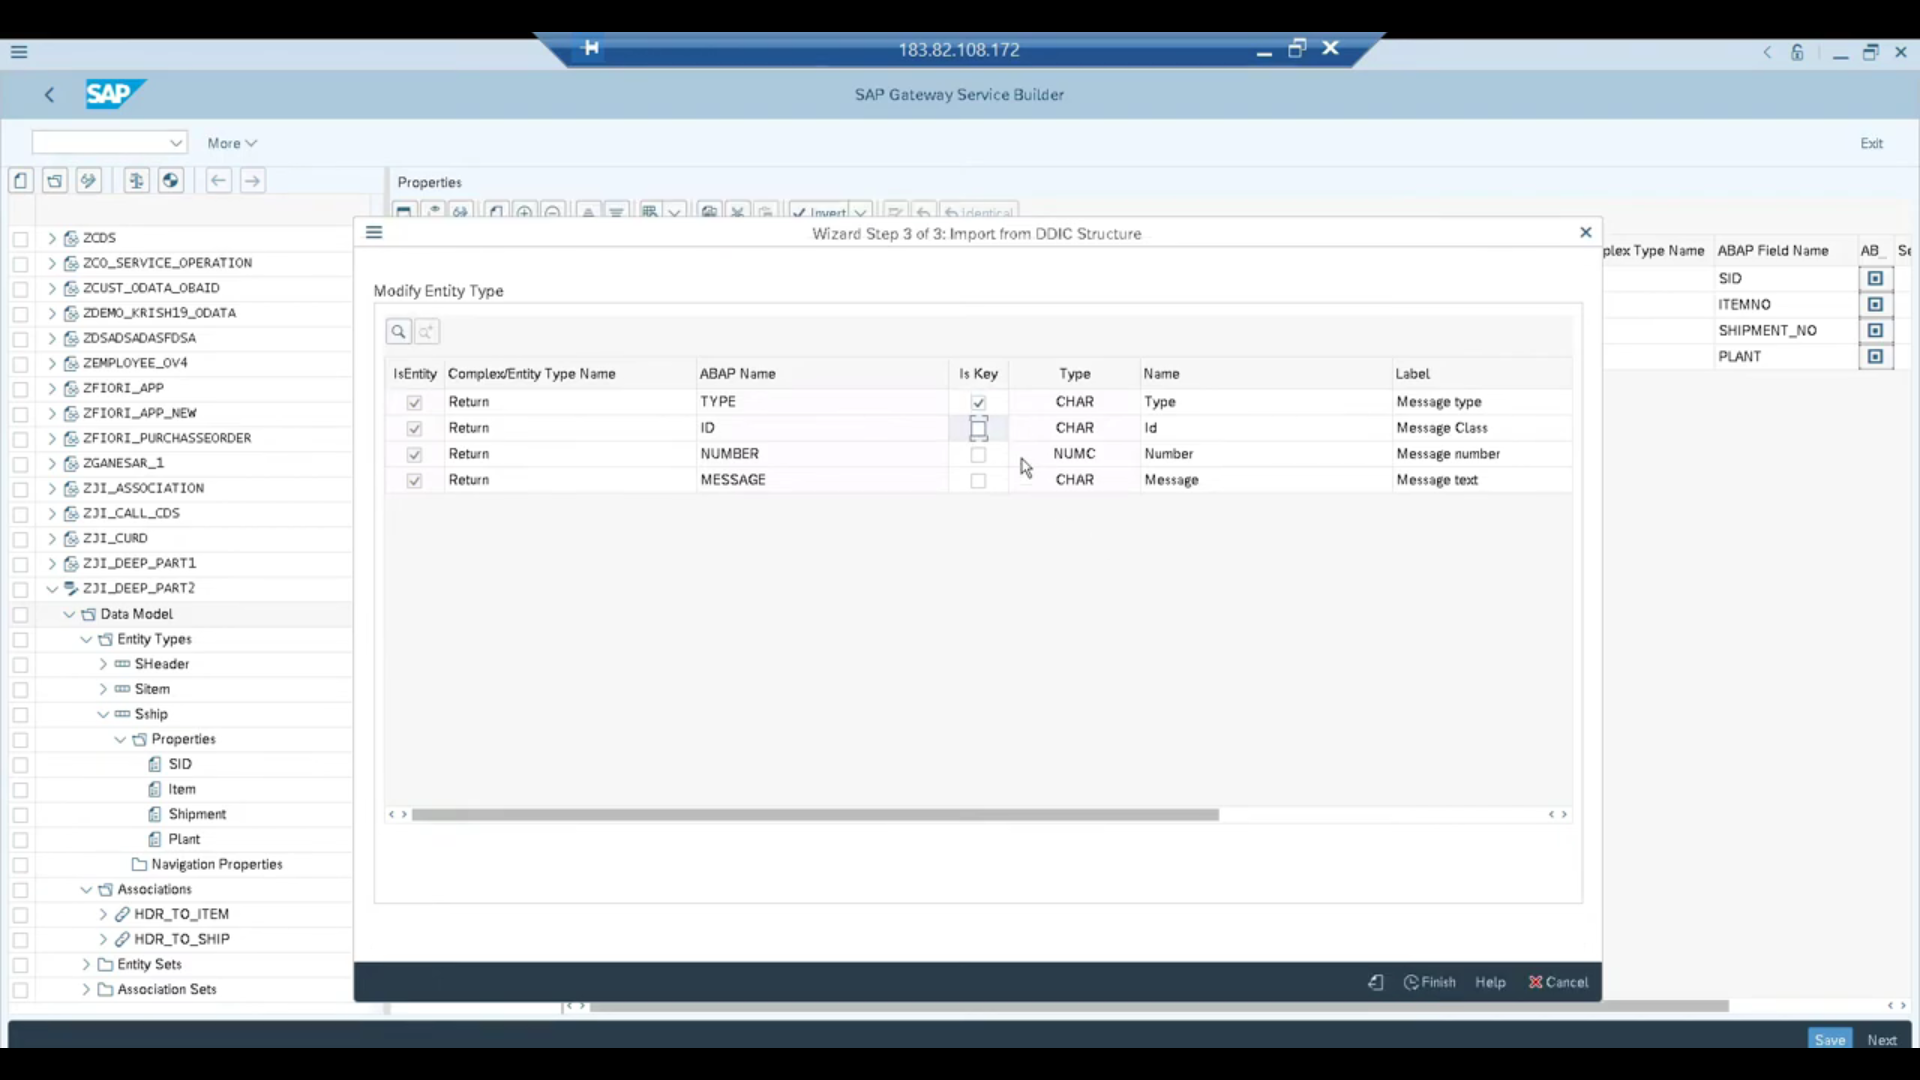 183.82.108.172
SAP
SAP Gateway Service Builder
More
Exit
Properties
Invert
Identical
ZCDS
ZCO_SERVICE_OPERATION
ZCUST_ODATA_OBAID
ZDEMO_KRISH19_ODATA
ZDSADSADASFDSA
ZEMPLOYEE_OV4
ZFIORI_APP
ZFIORI_APP_NEW
ZFIORI_PURCHASSEORDER
ZGANESAR_1
ZJI_ASSOCIATION
ZJI_CALL_CDS
ZJI_CURD
ZJI_DEEP_PART1
ZJI_DEEP_PART2
Data Model
Entity Types
SHeader
Sitem
Sship
Properties
SID
Item
Shipment
Plant
Navigation Properties
Associations
HDR_TO_ITEM
HDR_TO_SHIP
Entity Sets
Association Sets
Wizard Step 3 of 3: Import from DDIC Structure
Modify Entity Type
IsEntity Complex/Entity Type Name ABAP Name Is Key Type Name Label
Return TYPE CHAR Type Message type
Return ID CHAR Id Message Class
Return NUMBER NUMC Number Message number
Return MESSAGE CHAR Message Message text
Finish Help Cancel
plex Type Name ABAP Field Name AB_ Se
SID
ITEMNO
SHIPMENT_NO
PLANT
Save Next